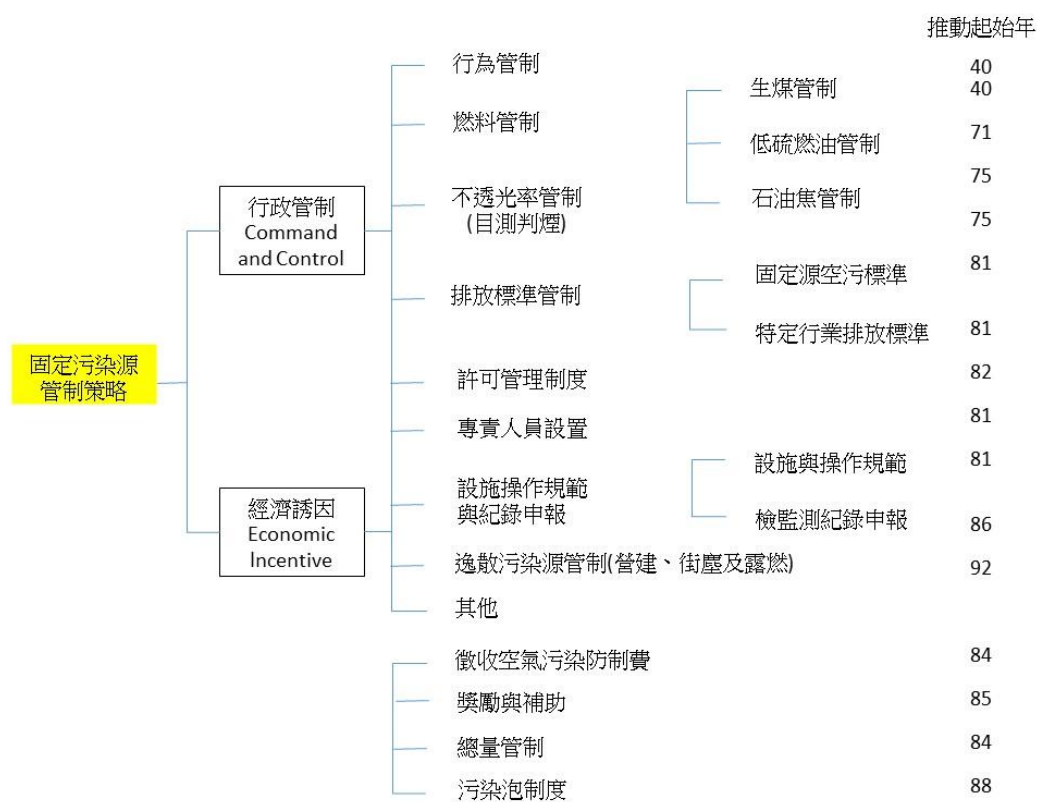 推動起始年
行為管制
40
生煤管制
40
燃料管制
低硫燃油管制
71
不透光率管制
(目測判煙)
石油焦管制
75
75
行政管制
Command
and Control
排放標準管制
固定源空污標準
81
特定行業排放標準
81
固定污染源
管制策略
許可管理制度
82
專責人員設置
81
設施操作規範
與紀錄申報
設施與操作規範
81
檢監測紀錄申報
86
經濟誘因
Economic
Incentive
逸散污染源管制(營建、街塵及露燃)
92
其他
徵收空氣污染防制費
84
獎勵與補助
85
總量管制
84
污染泡制度
88